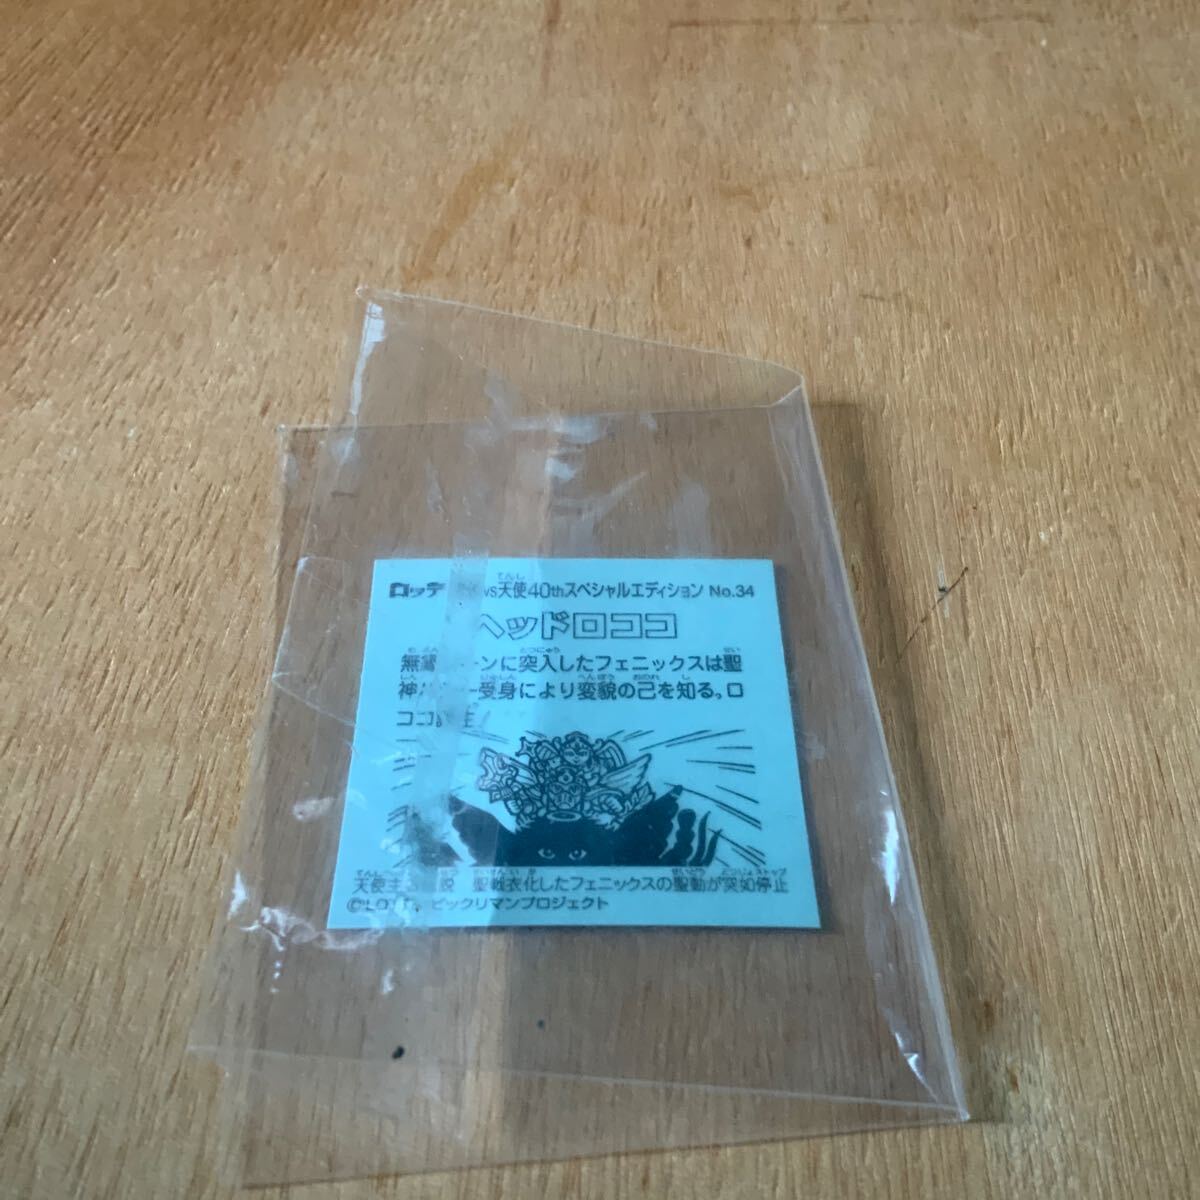 ロッテ vs天使40thスペシャルエディション No.34
ヘッドロココ
無 ーンに突入したフェニックスは聖
神 受身により変貌の己を知る。ロ
ココ
天使 説 聖戦衣化したフェニックスの聖動が突如停止
©LOTTE、ビックリマンプロジェクト